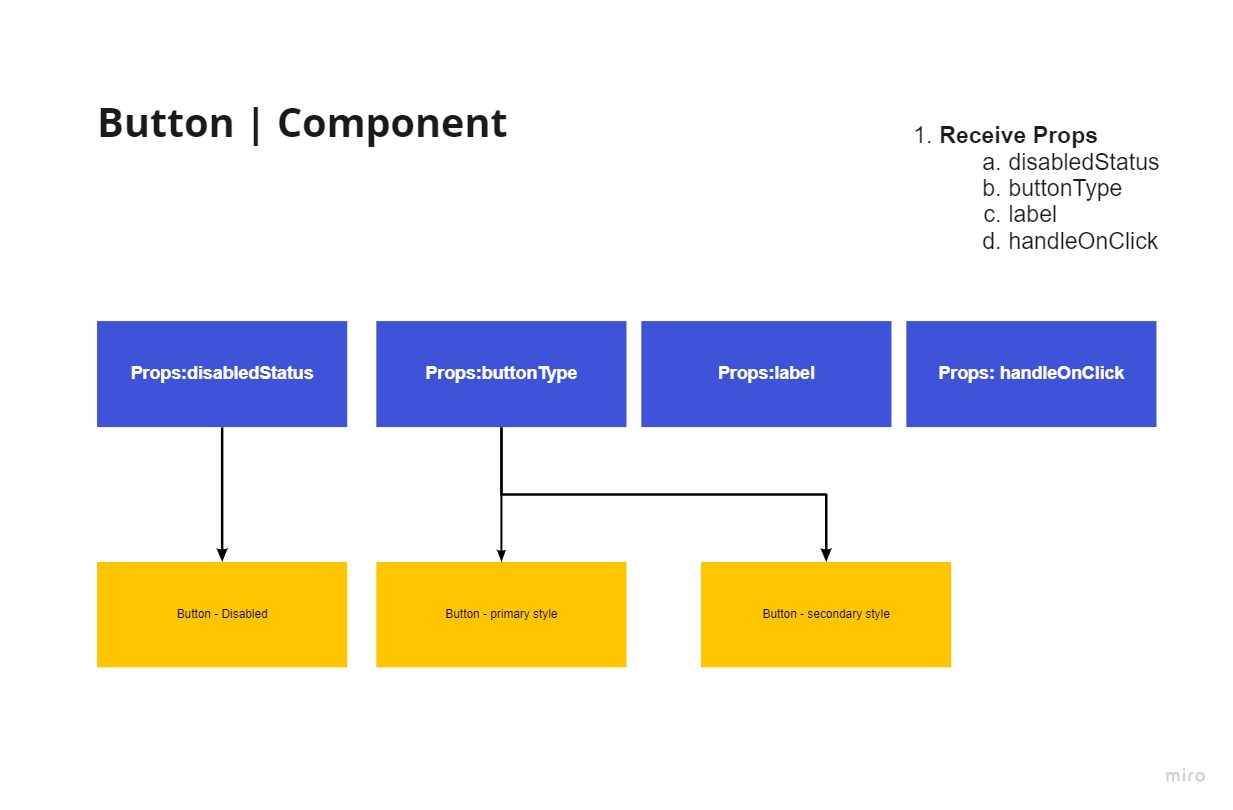 Button | Component
1. Receive Props
a. disabledStatus
b. buttonType
c. label
d. handleOnClick
Props:disabledStatus
Props:buttonType
Props:label
Props: handleOnClick
Button - Disabled
Button - primary style
Button - secondary style
miro